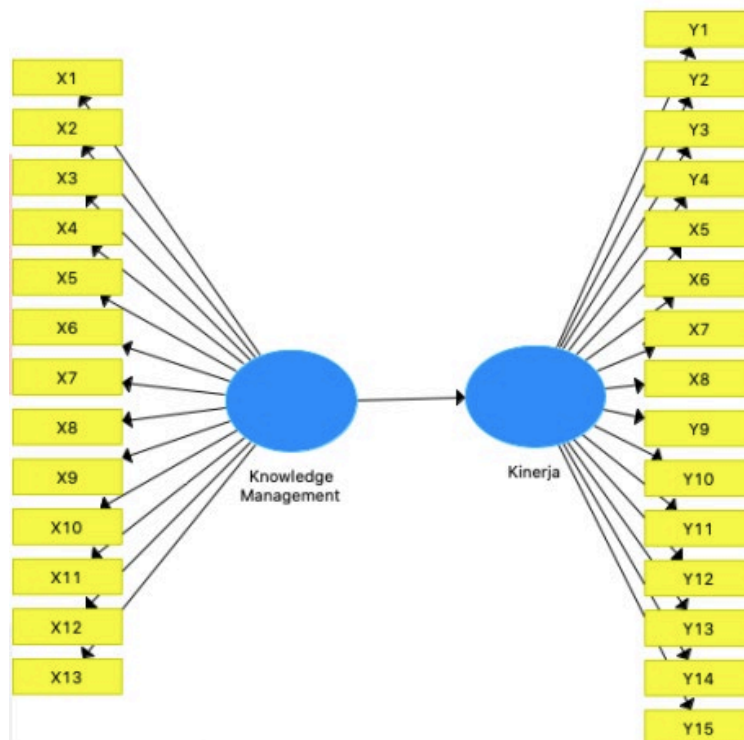 X1
X2
X3
X4
X5
X6
X7
X8
X9
X10
X11
X12
X13
Knowledge
Management
Kinerja
Y1
Y2
Y3
Y4
X5
X6
X7
X8
Y9
Y10
Y11
Y12
Y13
Y14
Y15